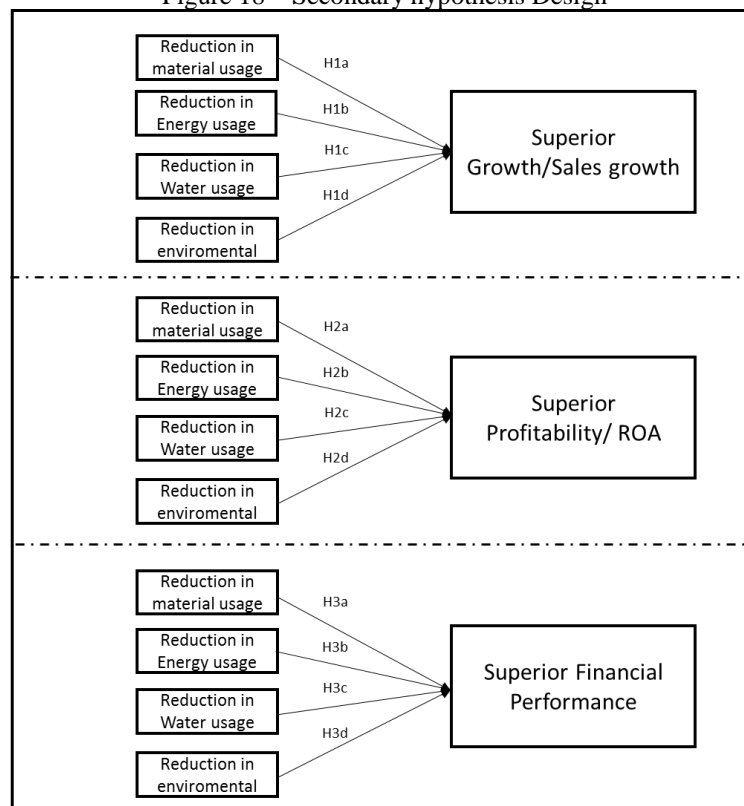 Figure 18 – Secondary hypothesis Design
Reduction in
material usage
H1a
Reduction in
Energy usage
H1b
Reduction in
Water usage
H1c
Reduction in
enviromental
H1d
Superior
Growth/Sales growth
Reduction in
material usage
H2a
Reduction in
Energy usage
H2b
Reduction in
Water usage
H2c
Reduction in
enviromental
H2d
Superior
Profitability/ ROA
Reduction in
material usage
H3a
Reduction in
Energy usage
H3b
Reduction in
Water usage
H3c
Reduction in
enviromental
H3d
Superior Financial
Performance